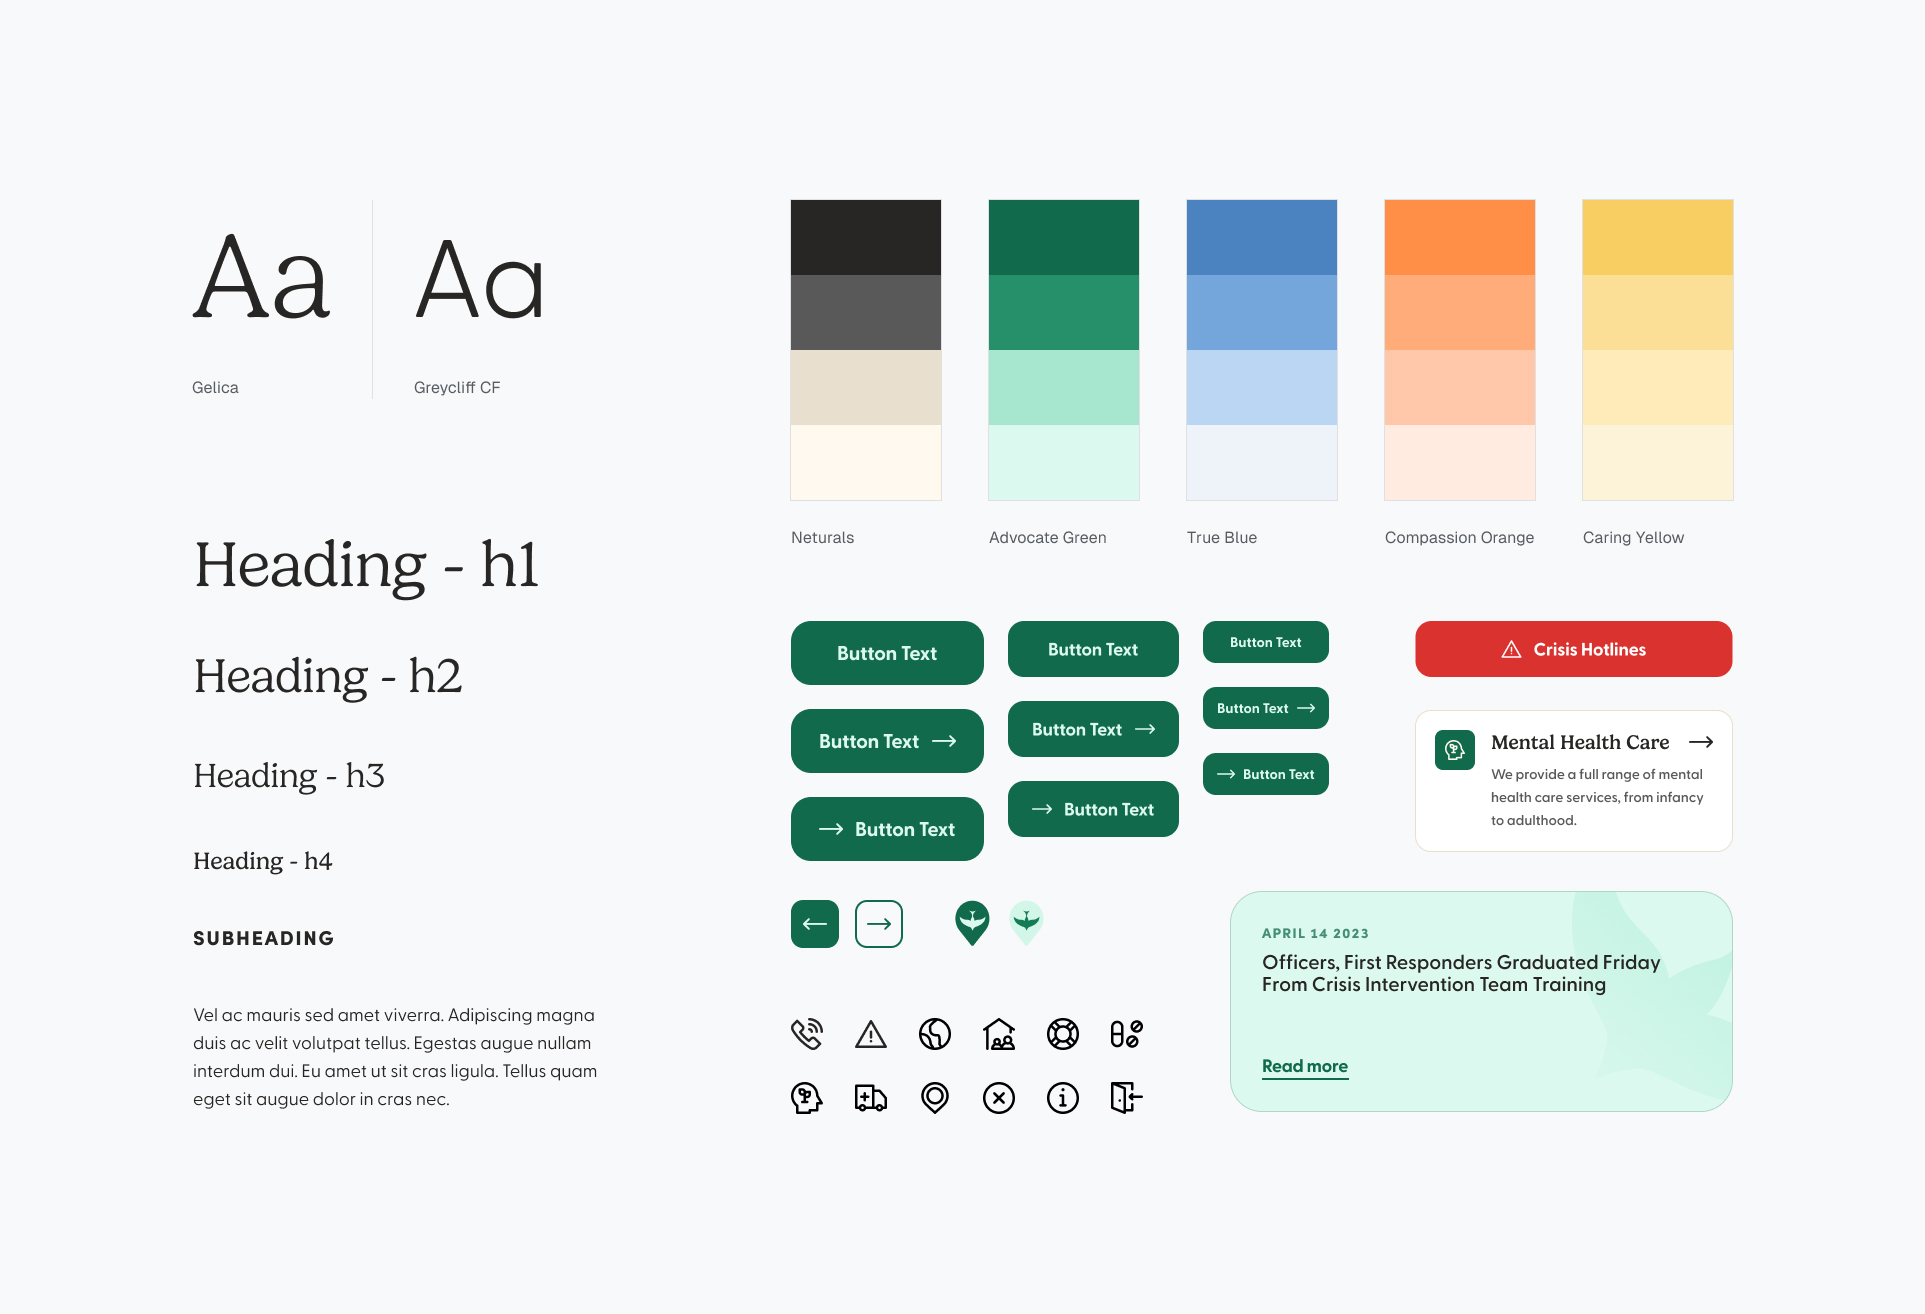 Aa
Aa
Gelica
Greycliff CF
Heading - h1
Heading - h2
Heading - h3
Heading - h4
SUBHEADING
Vel ac mauris sed amet viverra. Adipiscing magna
duis ac velit volutpat tellus. Egestas augue nullam
interdum dui. Eu amet ut sit cras ligula. Tellus quam
eget sit augue dolor in cras nec.
Neturals
Advocate Green
True Blue
Compassion Orange
Caring Yellow
Button Text
Button Text
Button Text
Button Text
Button Text
Button Text
Button Text
Button Text
Button Text
Crisis Hotlines
Mental Health Care
We provide a full range of mental
health care services, from infancy
to adulthood.
APRIL 14 2023
Officers, First Responders Graduated Friday
From Crisis Intervention Team Training
Read more